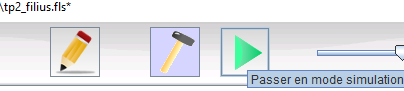 \tp2_filius.fls*
Passer en mode simulation